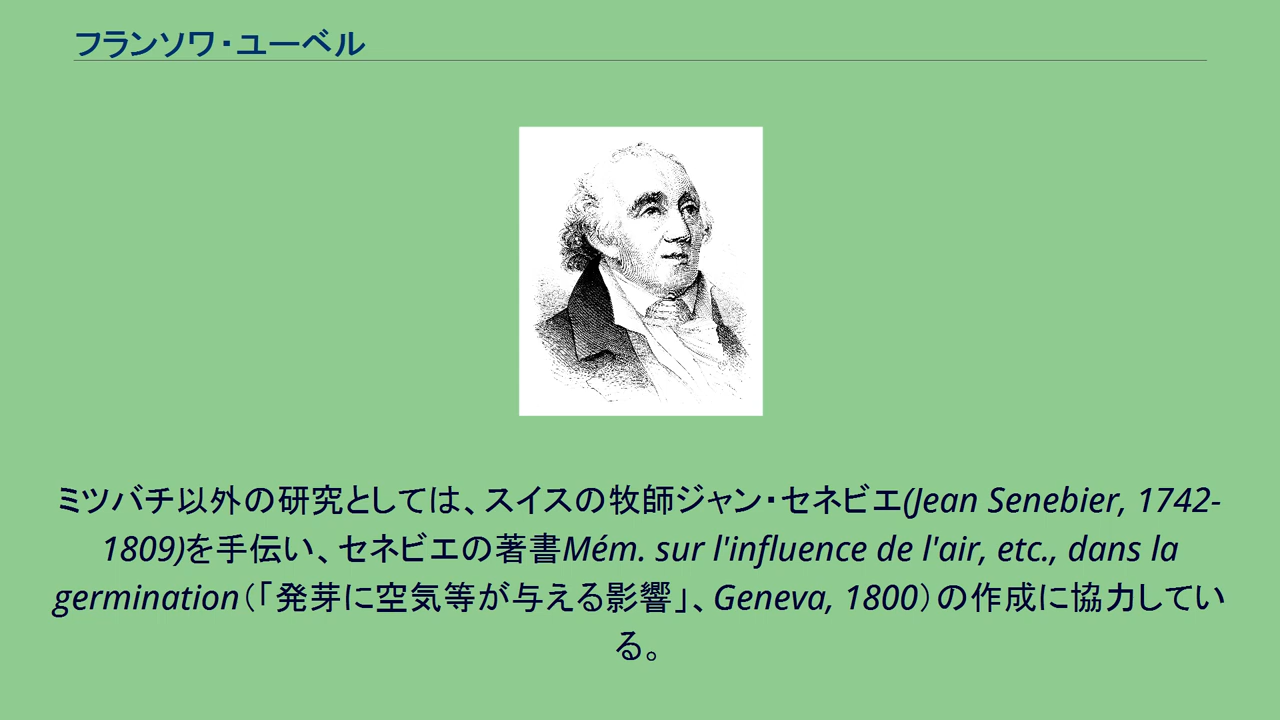 フランソワ・ユーベル
ミツバチ以外の研究としては、スイスの牧師ジャン・セネビエ(Jean Senebier, 1742-
1809)を手伝い、セネビエの著書Mém. sur l'influence de l'air, etc., dans la
germination（「発芽に空気等が与える影響」、Geneva, 1800）の作成に協力してい
る。